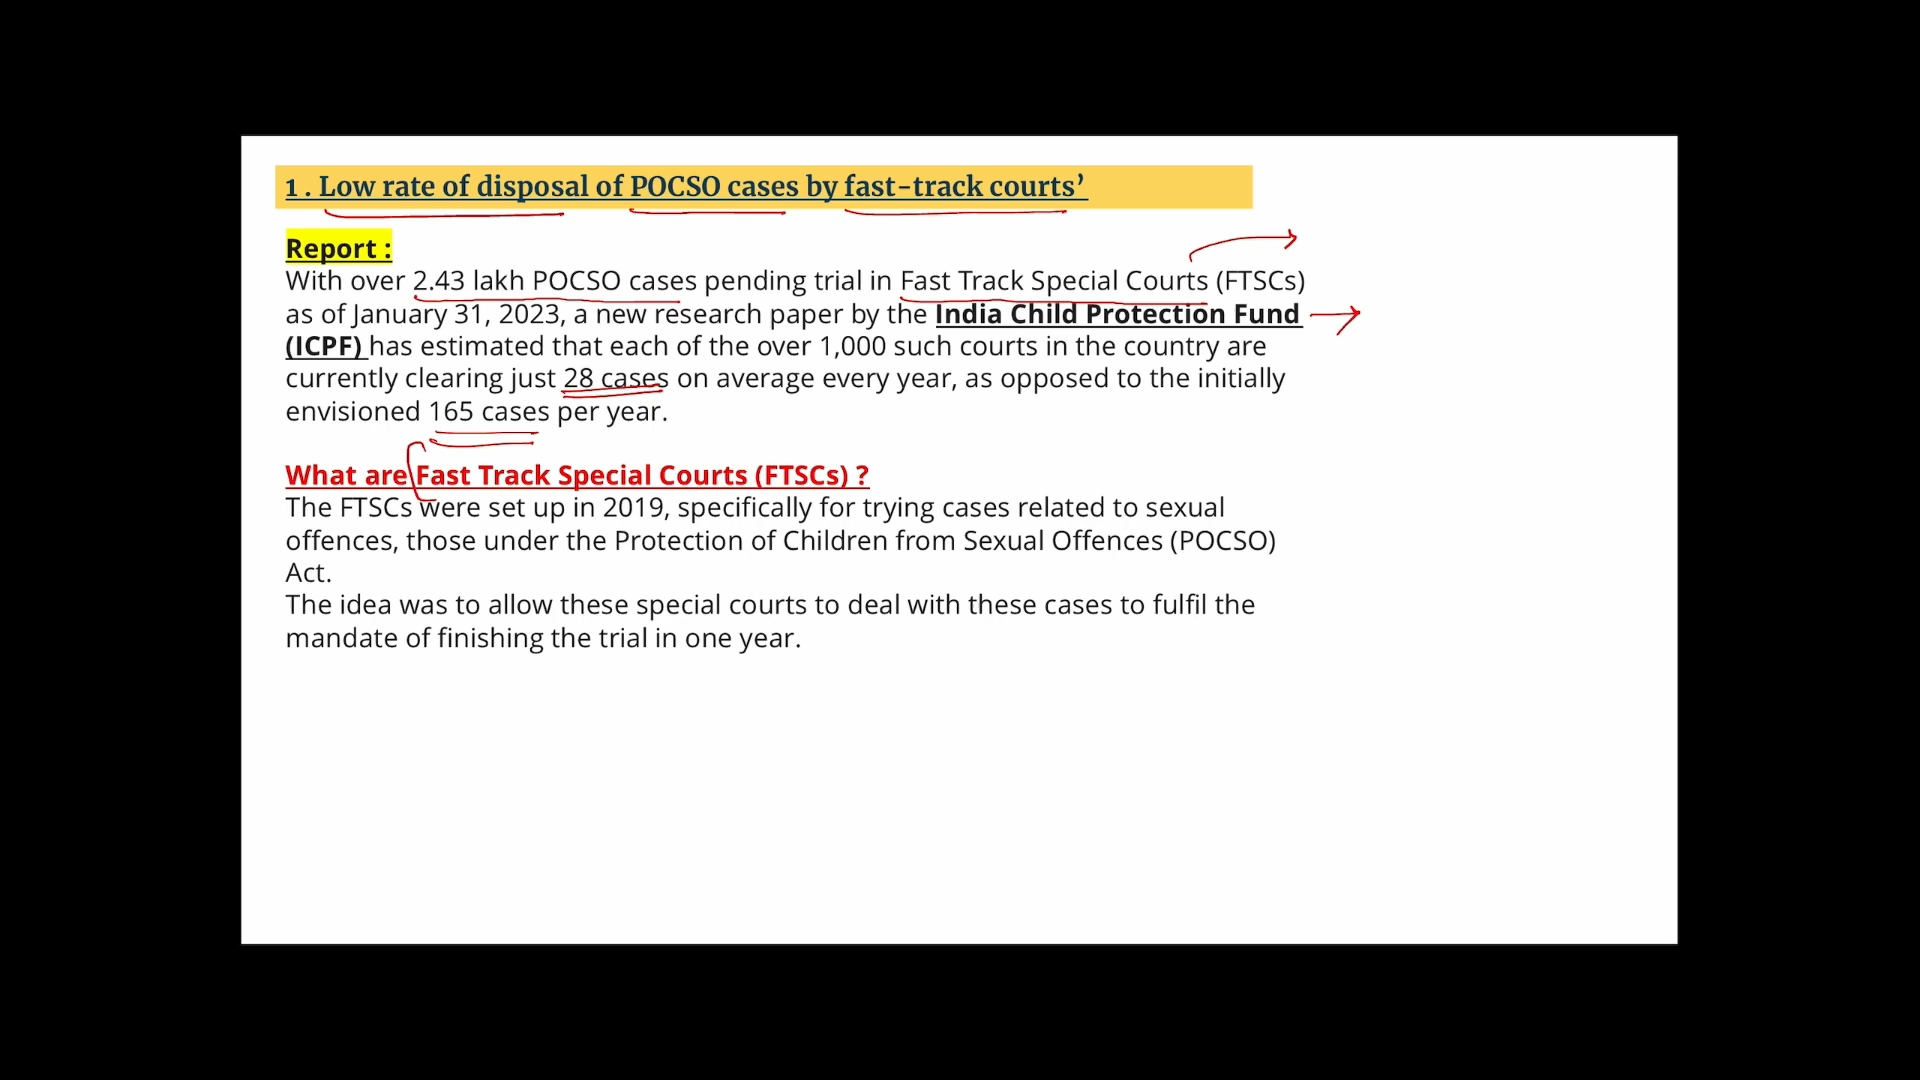 1 . Low rate of disposal of POCSO cases by fast-track courts’
Report :
With over 2.43 lakh POCSO cases pending trial in Fast Track Special Courts (FTSCs)
as of January 31, 2023, a new research paper by the India Child Protection Fund
(ICPF) has estimated that each of the over 1,000 such courts in the country are
currently clearing just 28 cases on average every year, as opposed to the initially
envisioned 165 cases per year.
What are Fast Track Special Courts (FTSCs) ?
The FTSCs were set up in 2019, specifically for trying cases related to sexual
offences, those under the Protection of Children from Sexual Offences (POCSO)
Act.
The idea was to allow these special courts to deal with these cases to fulfil the
mandate of finishing the trial in one year.